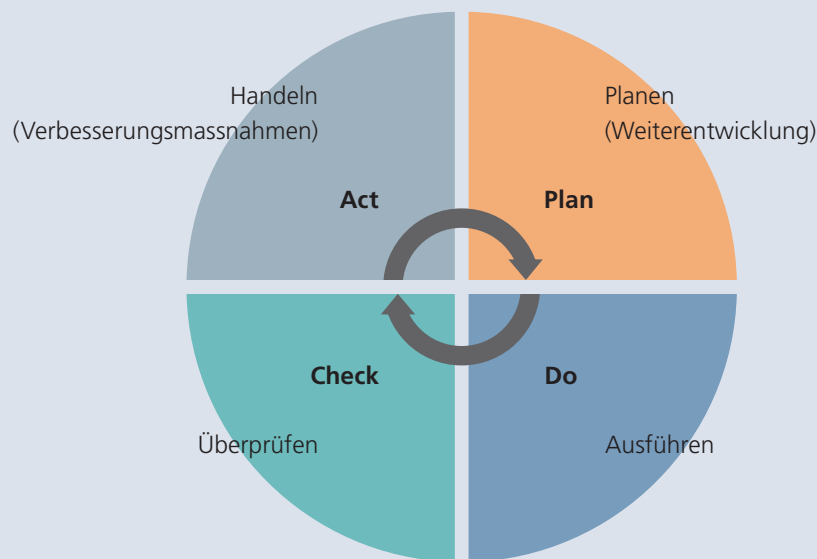 Handeln
(Verbesserungsmassnahmen)
Act
Planen
(Weiterentwicklung)
Plan
Check
Überprüfen
Do
Ausführen